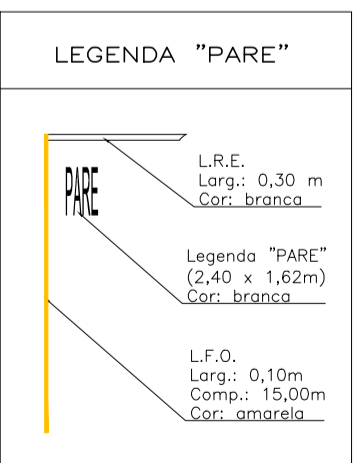 LEGENDA "PARE"
L.R.E.
Larg.: 0,30 m
Cor: branca
PARE
Legenda "PARE"
(2,40 x 1,62m)
Cor: branca
L.F.O.
Larg.: 0,10m
Comp.: 15,00m
Cor: amarela